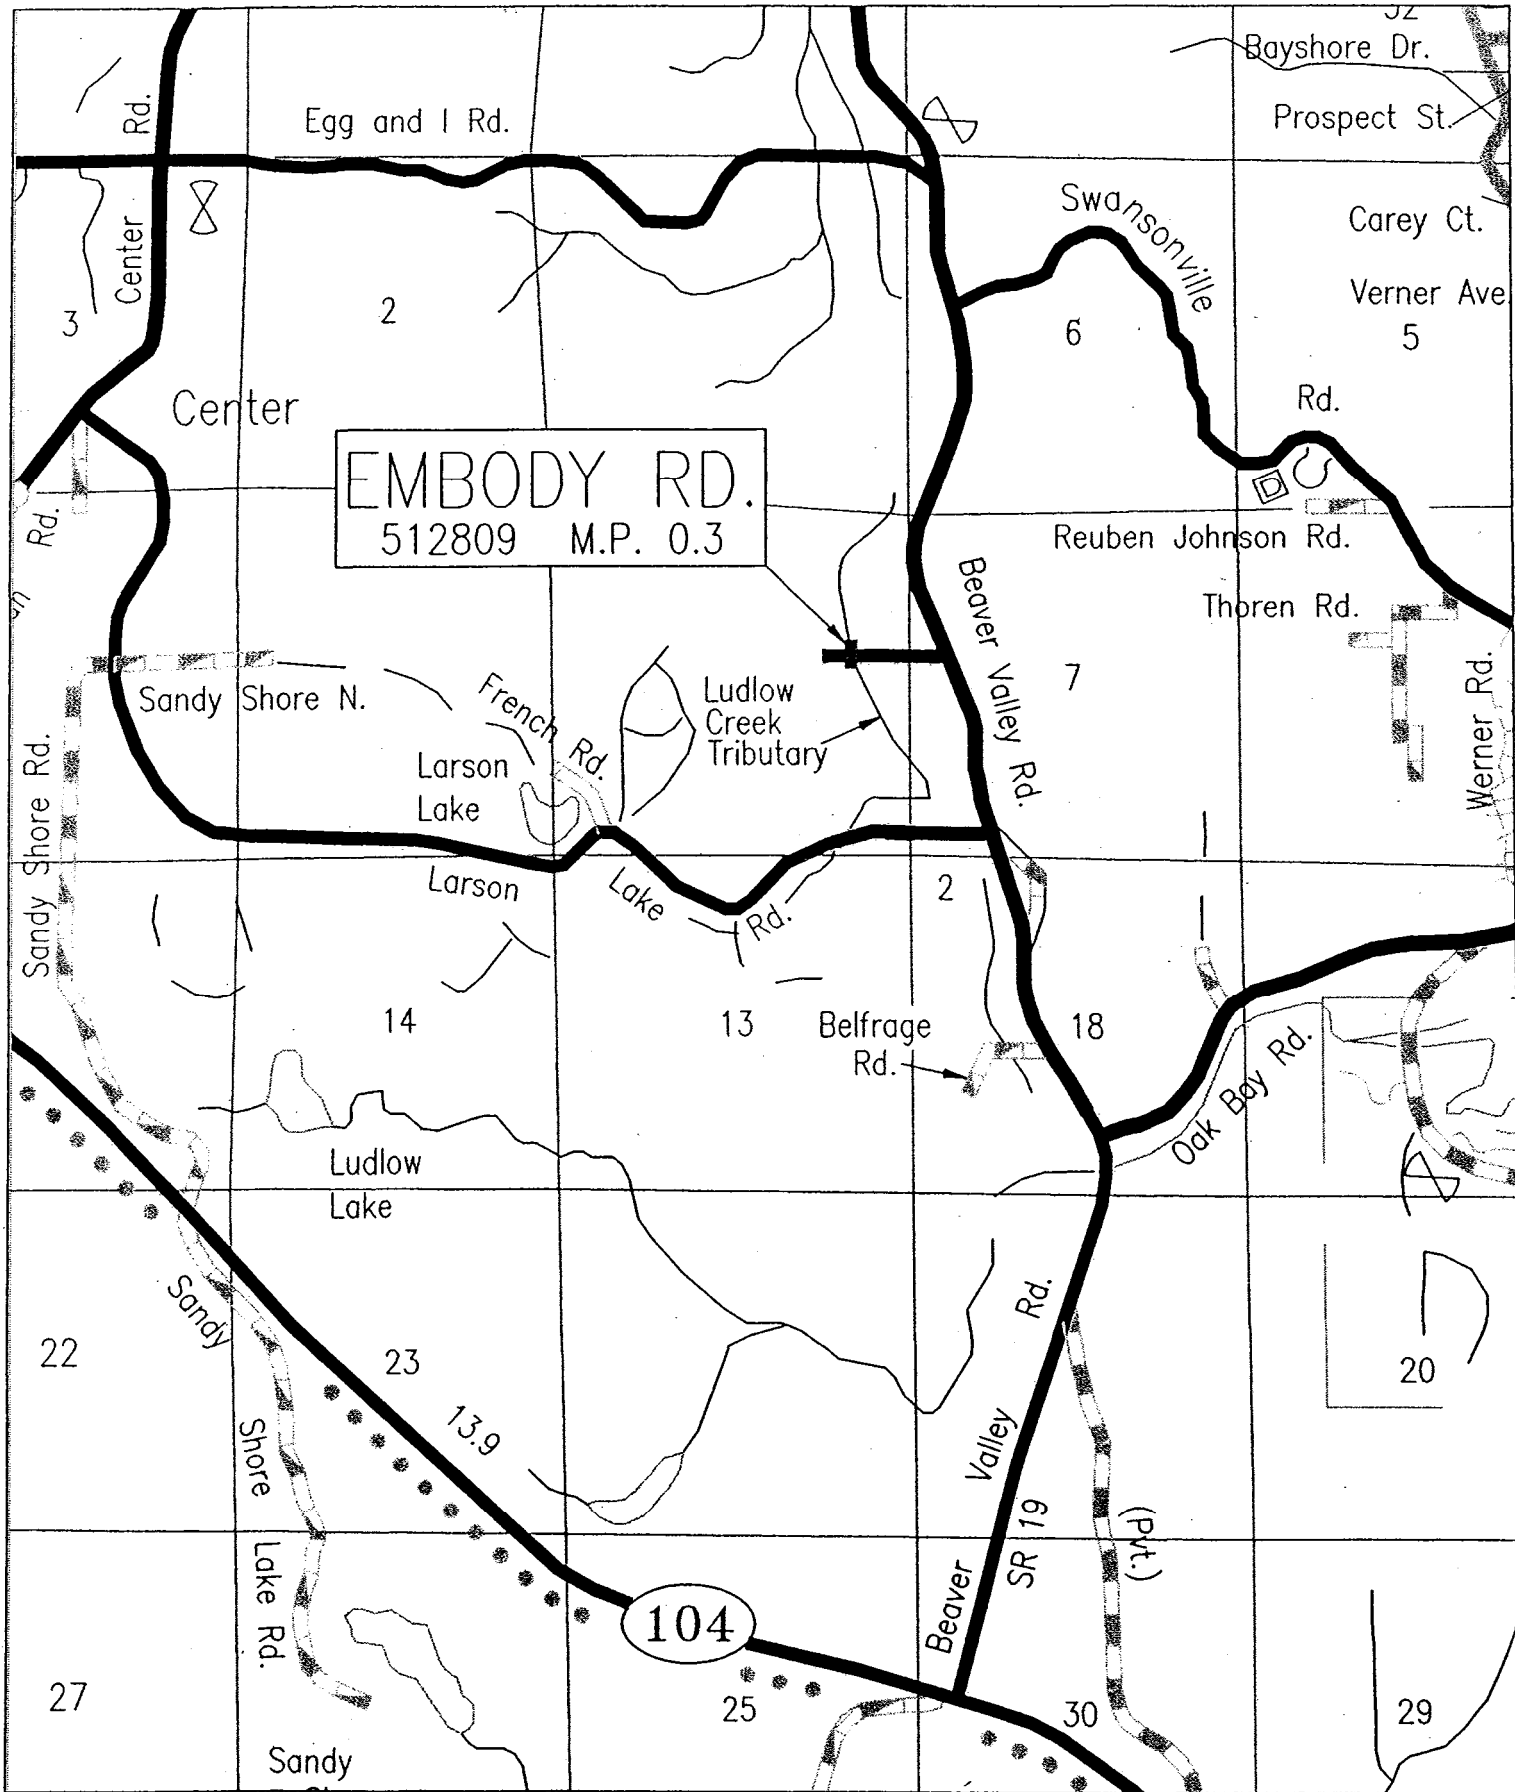 Bayshore Dr.
Rd.
Egg and I Rd.
Prospect St.
Swansonville
Carey Ct.
Center
Verner Ave.
3
2
6
5
Center
Rd.
EMBODY RD.
512809 M.P. 0.3
Rd.
Reuben Johnson Rd.
Beaver Valley Rd.
Thoren Rd.
7
Sandy Shore N.
French Rd.
Ludlow
Creek
Tributary
Werner Rd.
Sandy Shore Rd.
Larson
Lake
Larson
Lake
Rd.
2
14
13
Belfrage
Rd.
18
Oak Bay Rd.
Ludlow
Lake
Sandy
Rd.
22
23
20
13.9
Shore
Valley
SR 19
(Pvt.)
Lake Rd.
Beaver
104
27
25
30
29
Sandy